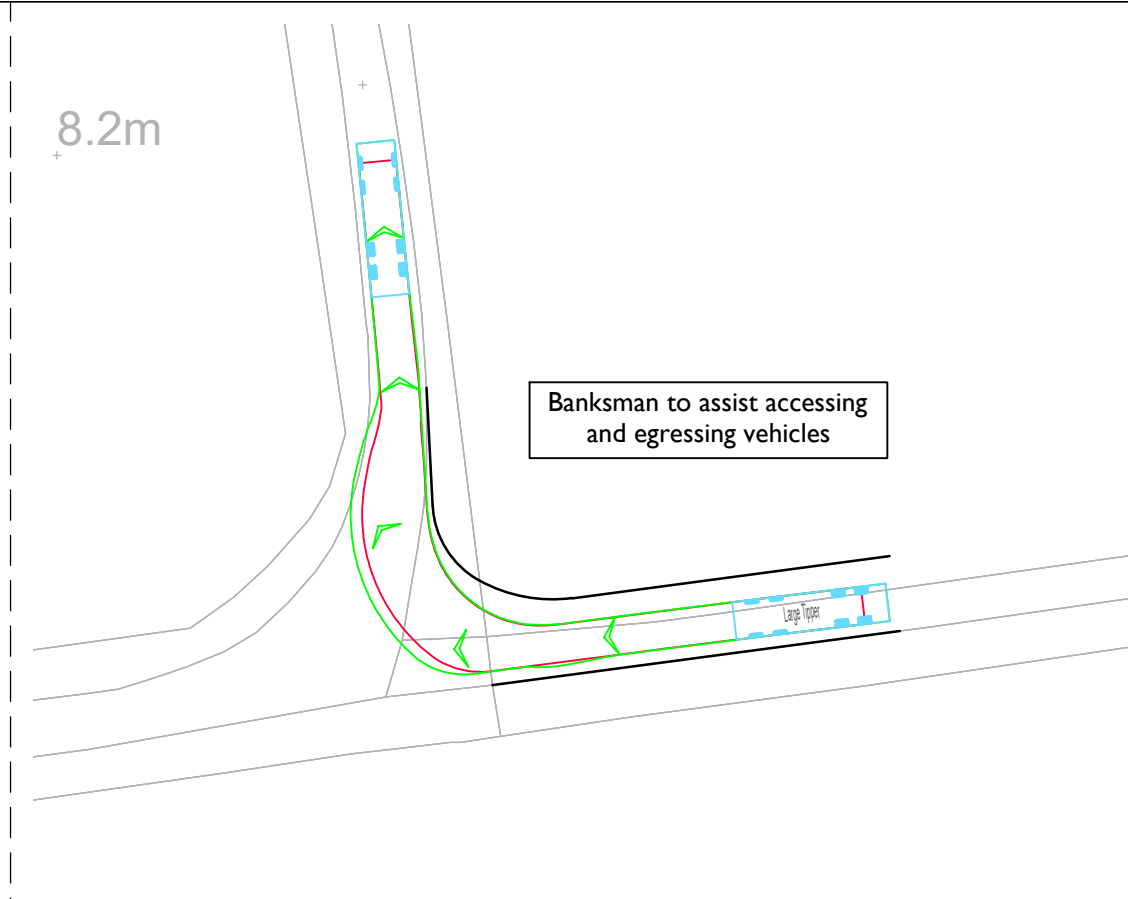 8.2m
Banksman to assist accessing
and egressing vehicles
Large Tipper